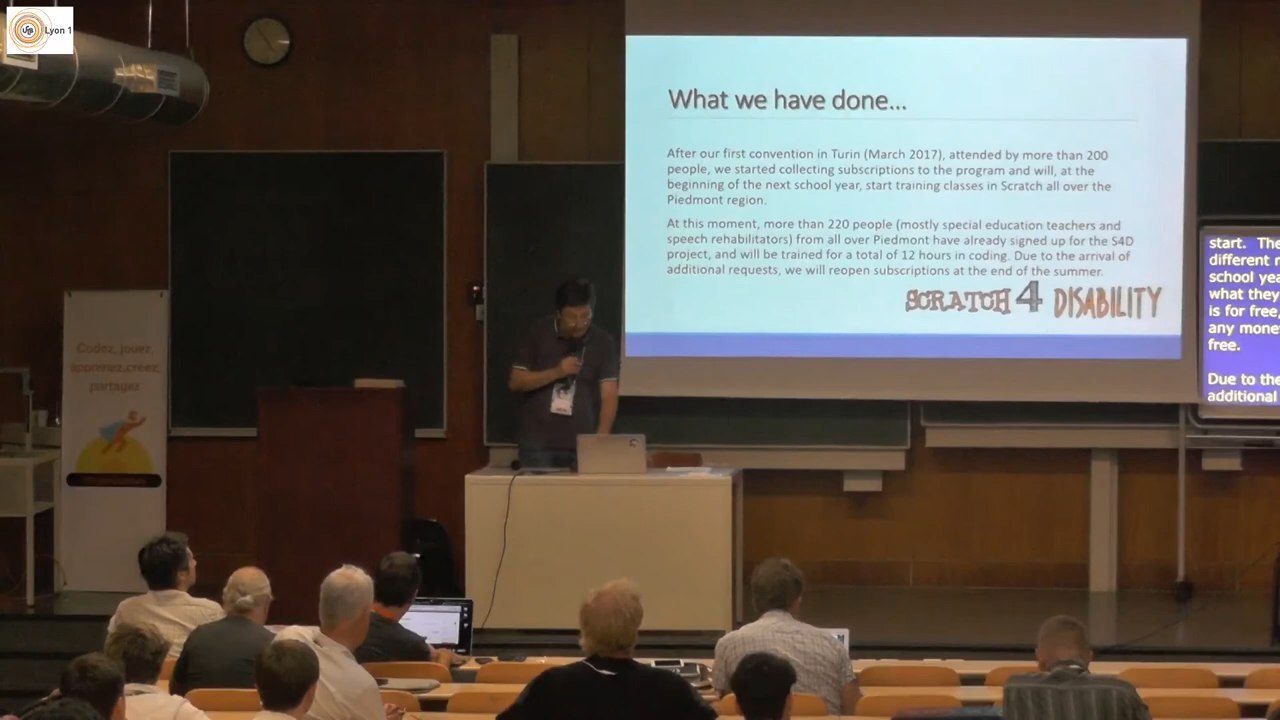 Lyon 1
What we have done...
After our first convention in Turin (March 2017), attended by more than 200
people, we started collecting subscriptions to the program and will, at the
beginning of the next school year, start training classes in Scratch all over the
Piedmont region.
At this moment, more than 220 people (mostly special education teachers and
speech rehabilitators) from all over Piedmont have already signed up for the S4D
project, and will be trained for a total of 12 hours in coding. Due to the arrival of
additional requests, we will reopen subscriptions at the end of the summer.
SCRATCH 4 DISABILITY
start. The
different
school yea
what they
is for free,
any mone
free.
Due to the
additional
Codez, jouez,
apprenez, créez,
partagez